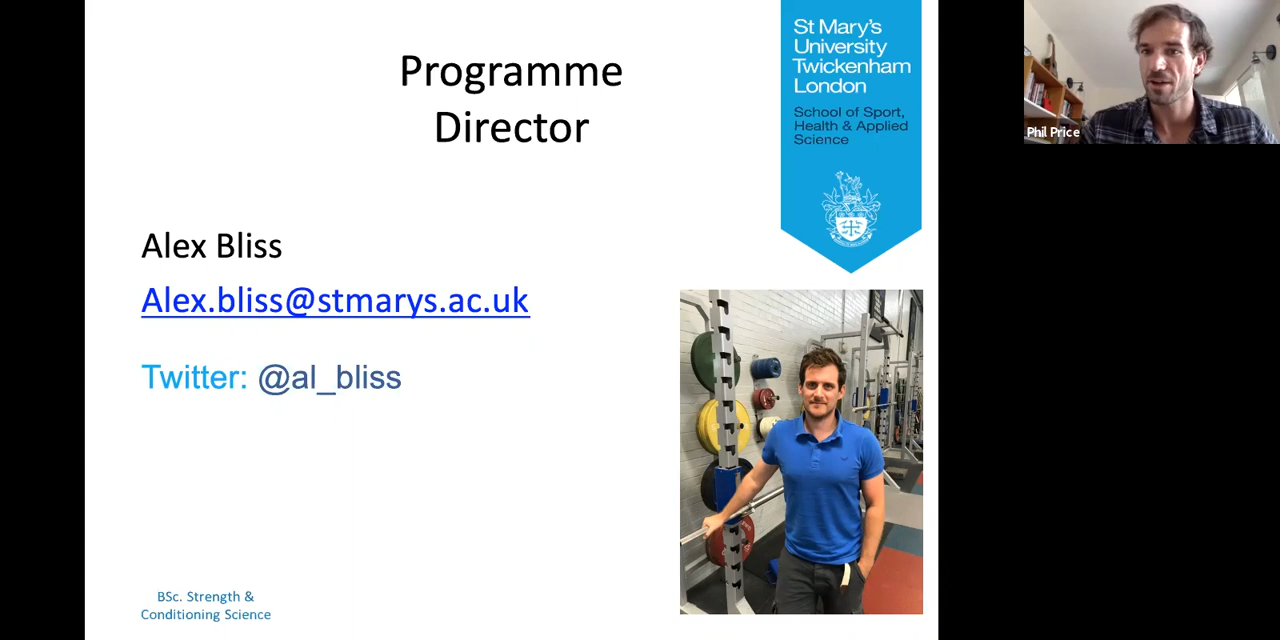 Programme
Director
St Mary's
University
Twickenham
London
School of Sport,
Health & Applied
Science
Phil Price
Alex Bliss
Alex.bliss@stmarys.ac.uk
Twitter: @al_bliss
BSc. Strength &
Conditioning Science